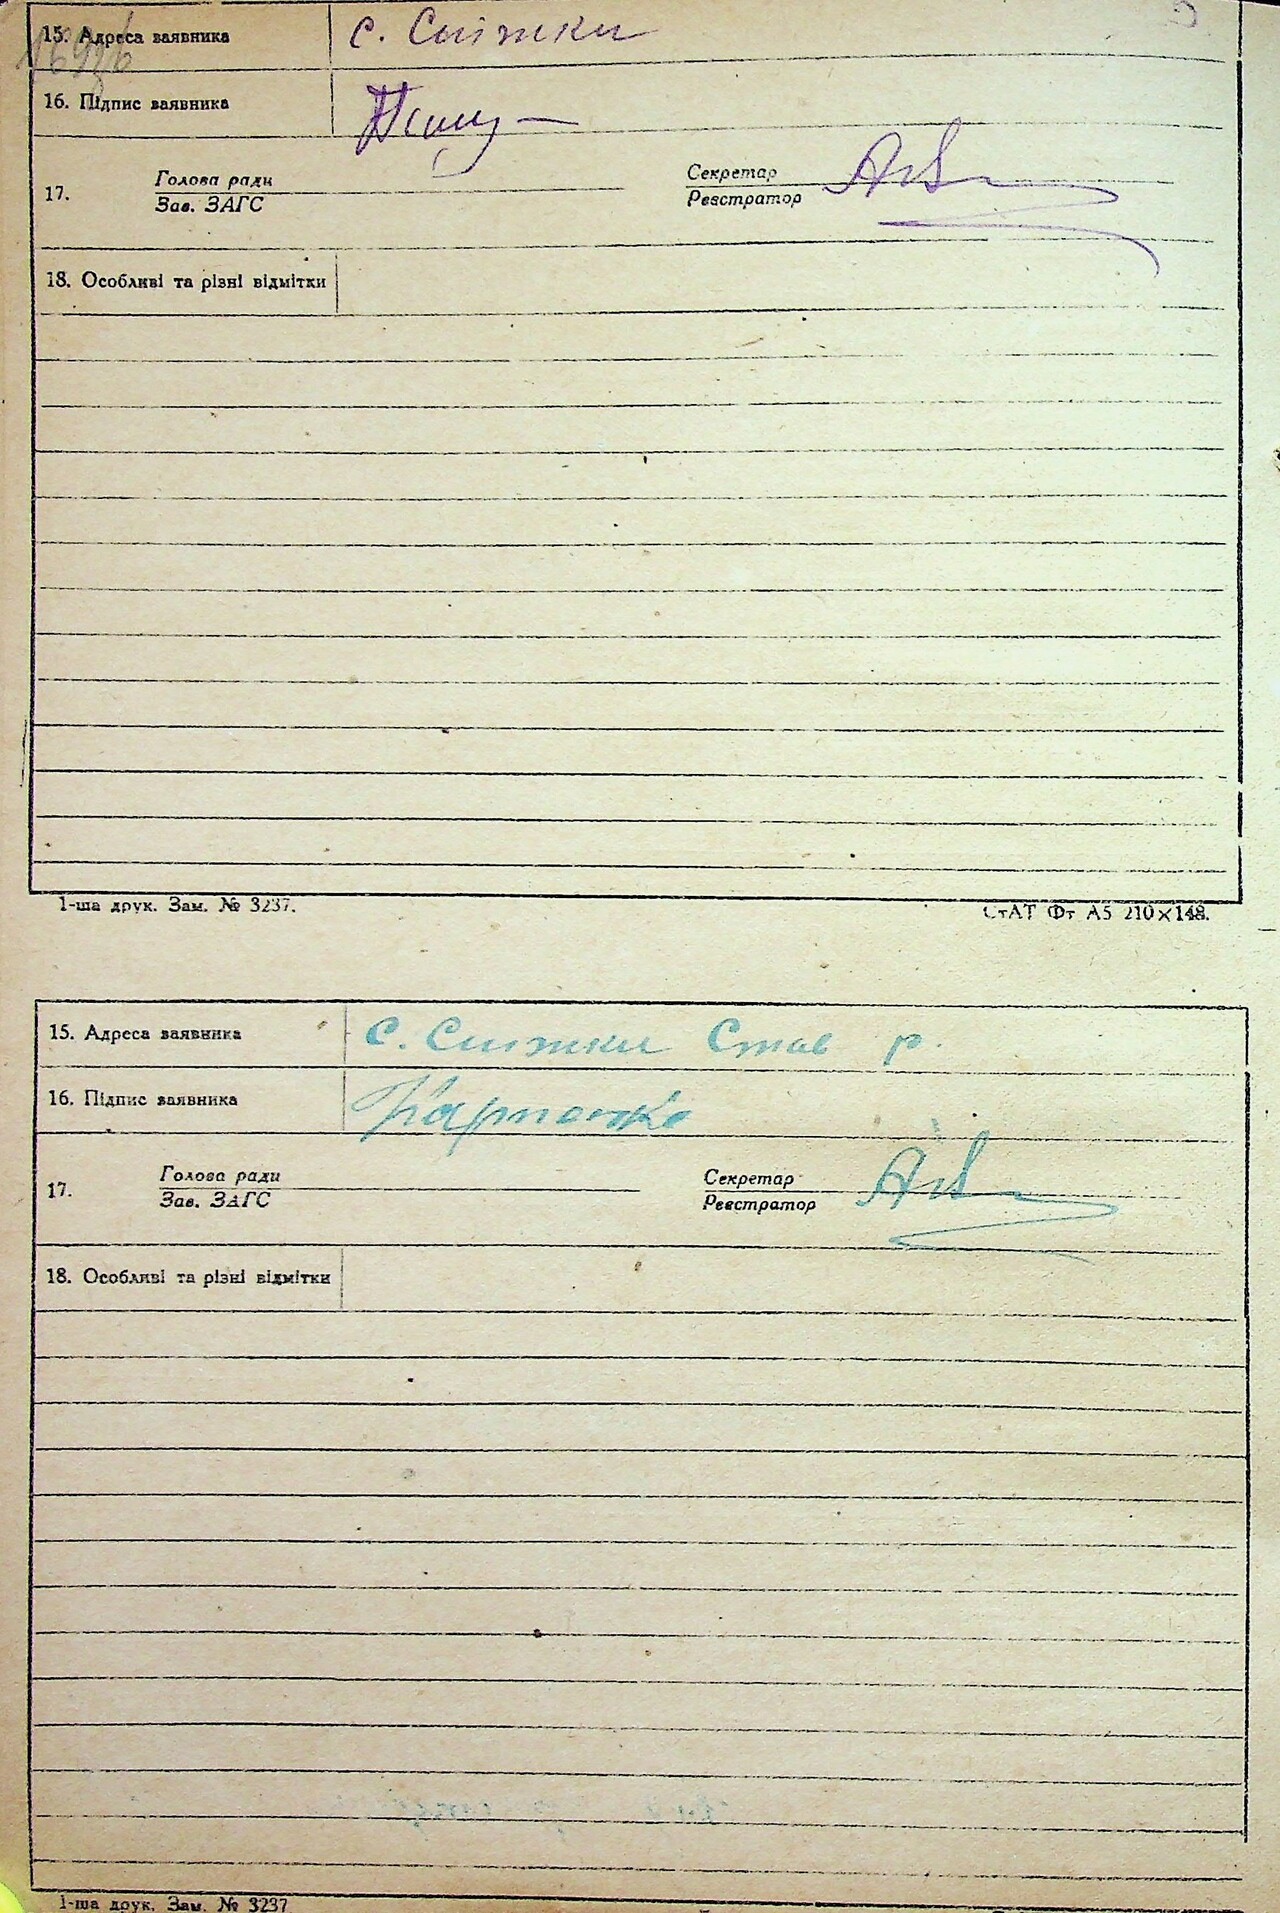 15. Адреса заявника с. Сніжки
16. Підпис заявника
17. Голова ради Секретар
Зав. ЗАГС Реєстратор
18. Особливі та різні відмітки
1-ша друк. Зам. № 3237. СтАТ Фт А5 210×148.
15. Адреса заявника с. Сніжки Став р.
16. Підпис заявника Карпенко
17. Голова ради Секретар
Зав. ЗАГС Реєстратор
18. Особливі та різні відмітки
1-ша друк. Зам. № 3237